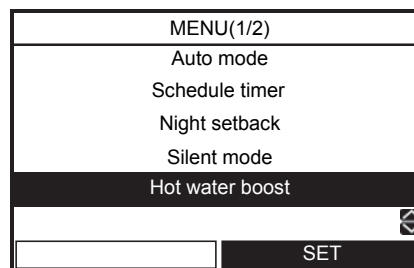 MENU(1/2)
Auto mode
Schedule timer
Night setback
Silent mode
Hot water boost
SET